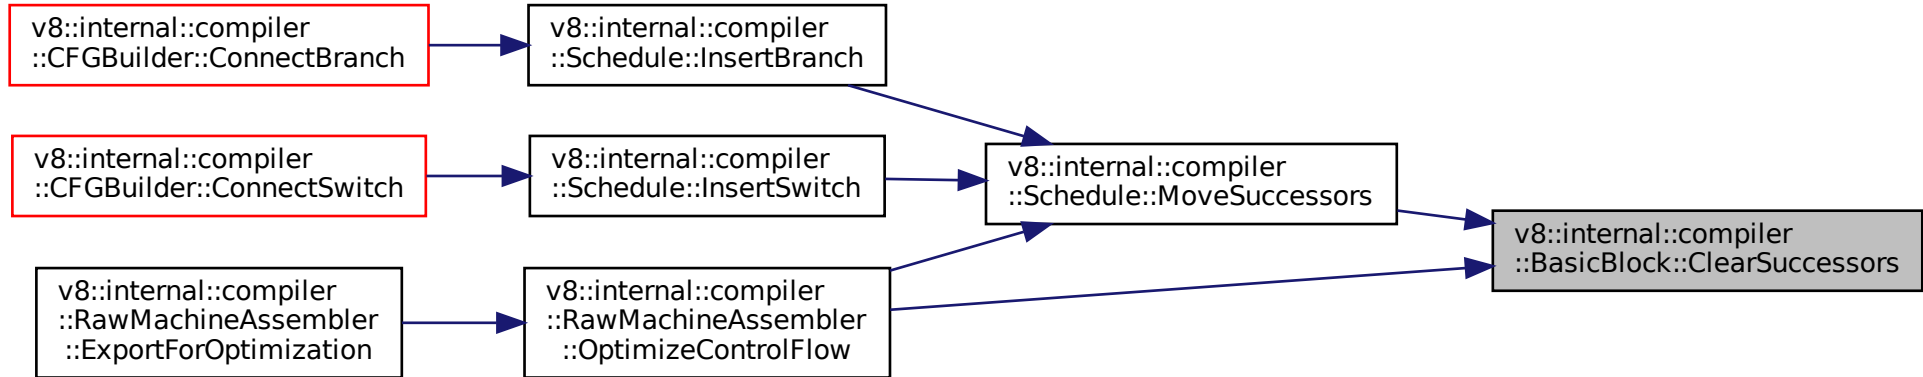 v8::internal::compiler
::CFGBuilder::ConnectBranch
v8::internal::compiler
::Schedule::InsertBranch
v8::internal::compiler
::CFGBuilder::ConnectSwitch
v8::internal::compiler
::Schedule::InsertSwitch
v8::internal::compiler
::Schedule::MoveSuccessors
v8::internal::compiler
::BasicBlock::ClearSuccessors
v8::internal::compiler
::RawMachineAssembler
::ExportForOptimization
v8::internal::compiler
::RawMachineAssembler
::OptimizeControlFlow